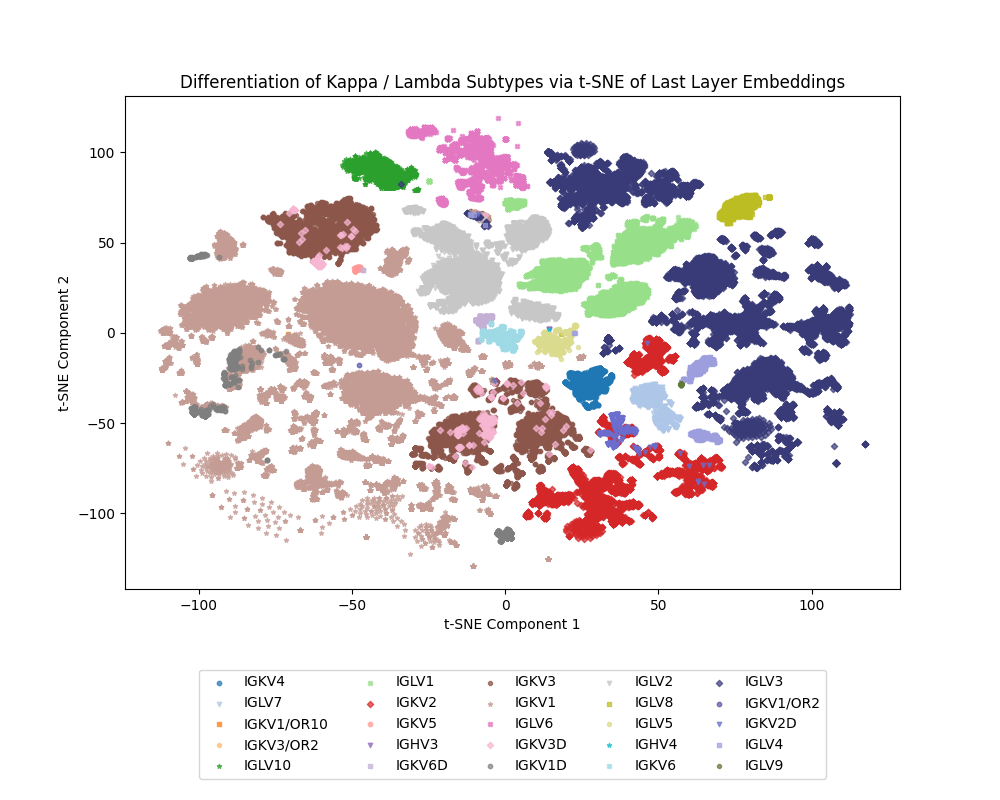 Differentiation of Kappa / Lambda Subtypes via t-SNE of Last Layer Embeddings
100
50
0
−50
−100
t-SNE Component 2
−100 −50 0 50 100
t-SNE Component 1
IGKV4 IGLV1 IGKV3 IGLV2 IGLV3
IGLV7 IGKV2 IGKV1 IGLV8 IGKV1/OR2
IGKV1/OR10 IGKV5 IGLV6 IGLV5 IGKV2D
IGKV3/OR2 IGHV3 IGKV3D IGHV4 IGLV4
IGLV10 IGKV6D IGKV1D IGKV6 IGLV9